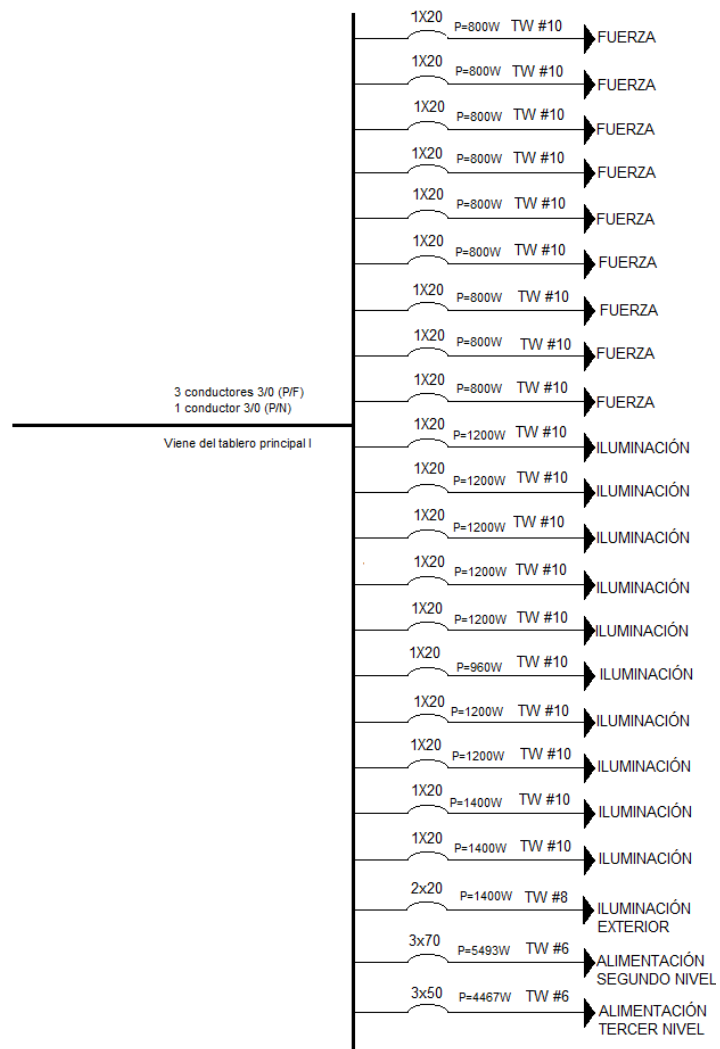 1X20 P=800W TW #10 FUERZA
1X20 P=800W TW #10 FUERZA
1X20 P=800W TW #10 FUERZA
1X20 P=800W TW #10 FUERZA
1X20 P=800W TW #10 FUERZA
1X20 P=800W TW #10 FUERZA
1X20 P=800W TW #10 FUERZA
1X20 P=800W TW #10 FUERZA
1X20 P=800W TW #10 FUERZA
3 conductores 3/0 (P/F)
1 conductor 3/0 (P/N)
Viene del tablero principal I
1X20 P=1200W TW #10 ILUMINACIÓN
1X20 P=1200W TW #10 ILUMINACIÓN
1X20 P=1200W TW #10 ILUMINACIÓN
1X20 P=1200W TW #10 ILUMINACIÓN
1X20 P=1200W TW #10 ILUMINACIÓN
1X20 P=960W TW #10 ILUMINACIÓN
1X20 P=1200W TW #10 ILUMINACIÓN
1X20 P=1200W TW #10 ILUMINACIÓN
1X20 P=1400W TW #10 ILUMINACIÓN
1X20 P=1400W TW #10 ILUMINACIÓN
2x20 P=1400W TW #8 ILUMINACIÓN
EXTERIOR
3x70 P=5493W TW #6 ALIMENTACIÓN
SEGUNDO NIVEL
3x50 P=4467W TW #6 ALIMENTACIÓN
TERCER NIVEL